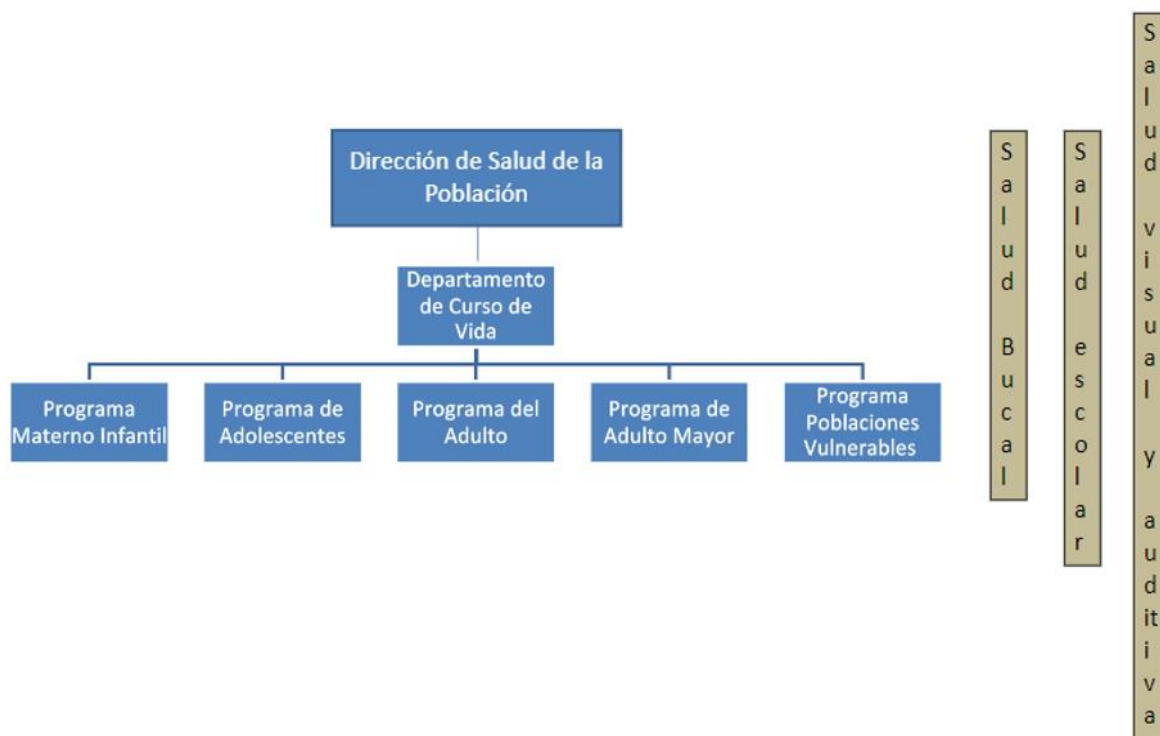 Dirección de Salud de la
Población
Departamento
de Curso de
Vida
Programa
Materno Infantil
Programa de
Adolescentes
Programa del
Adulto
Programa de
Adulto Mayor
Programa
Poblaciones
Vulnerables
Salud Bucal
Salud escolar
Salud visual y auditiva